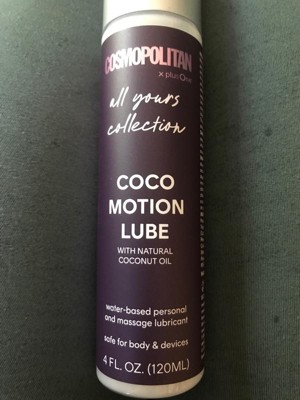 COSMOPOLITAN
x plusOne
all yours
collection
COCO
MOTION
LUBE
WITH NATURAL
COCONUT OIL
water-based personal
and massage lubricant
safe for body & devices
4 FL. OZ. (120ML)